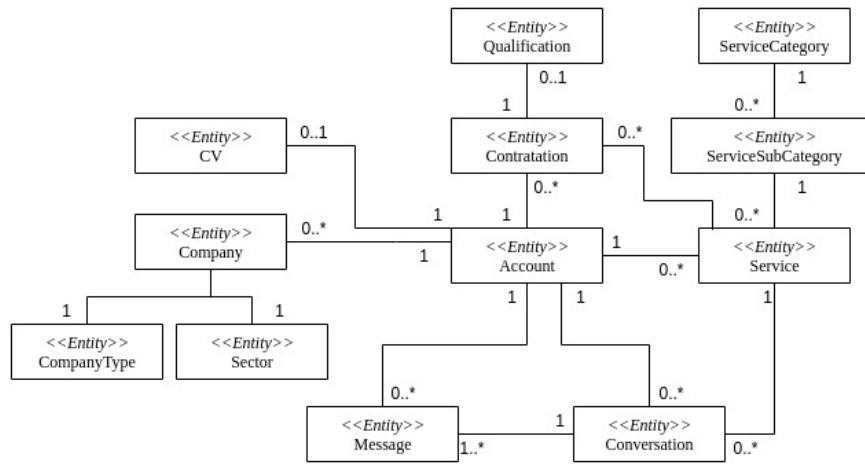 <<Entity>>
Qualification
<<Entity>>
ServiceCategory
0..1
1
1
0..*
<<Entity>>
CV
0..1
<<Entity>>
Contratation
0..*
<<Entity>>
ServiceSubCategory
0..*
1
1
1
0..*
<<Entity>>
Company
0..*
1
<<Entity>>
Account
1
0..*
<<Entity>>
Service
1
1
1
1
1
<<Entity>>
CompanyType
<<Entity>>
Sector
0..*
0..*
<<Entity>>
Message
1..*
1
<<Entity>>
Conversation
0..*